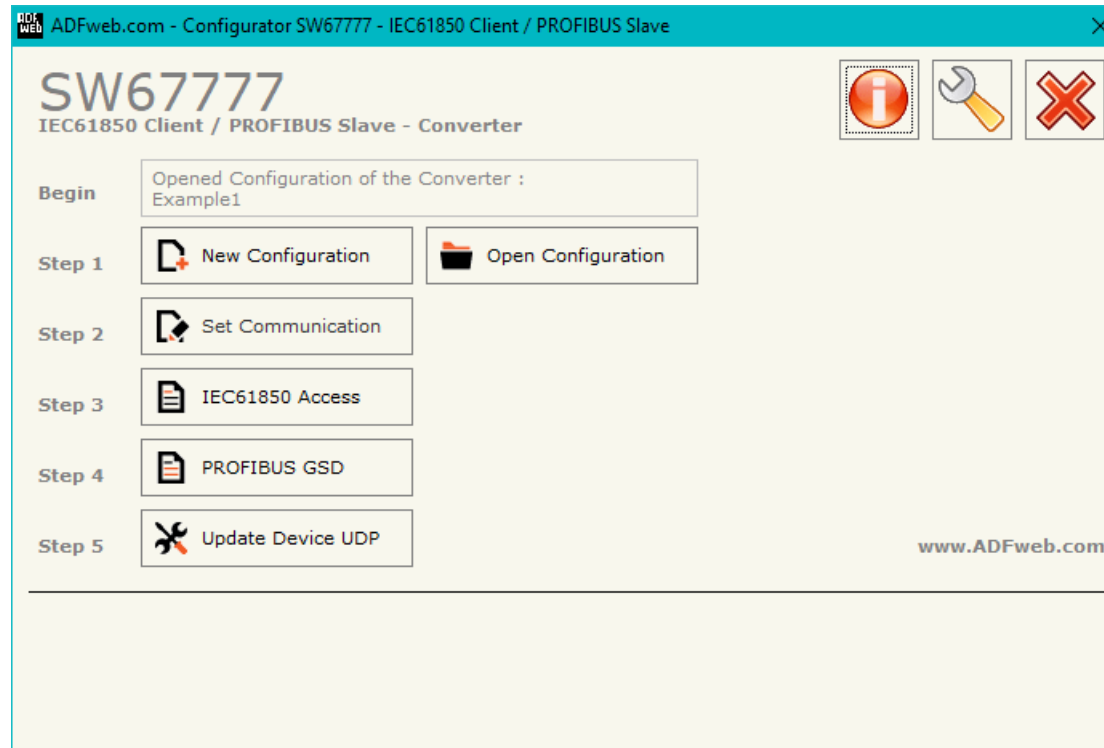 ADF WEB ADFweb.com - Configurator SW67777 - IEC61850 Client / PROFIBUS Slave
SW67777
IEC61850 Client / PROFIBUS Slave - Converter
Begin
Opened Configuration of the Converter :
Example1
Step 1
New Configuration
Open Configuration
Step 2
Set Communication
Step 3
IEC61850 Access
Step 4
PROFIBUS GSD
Step 5
Update Device UDP
www.ADFweb.com